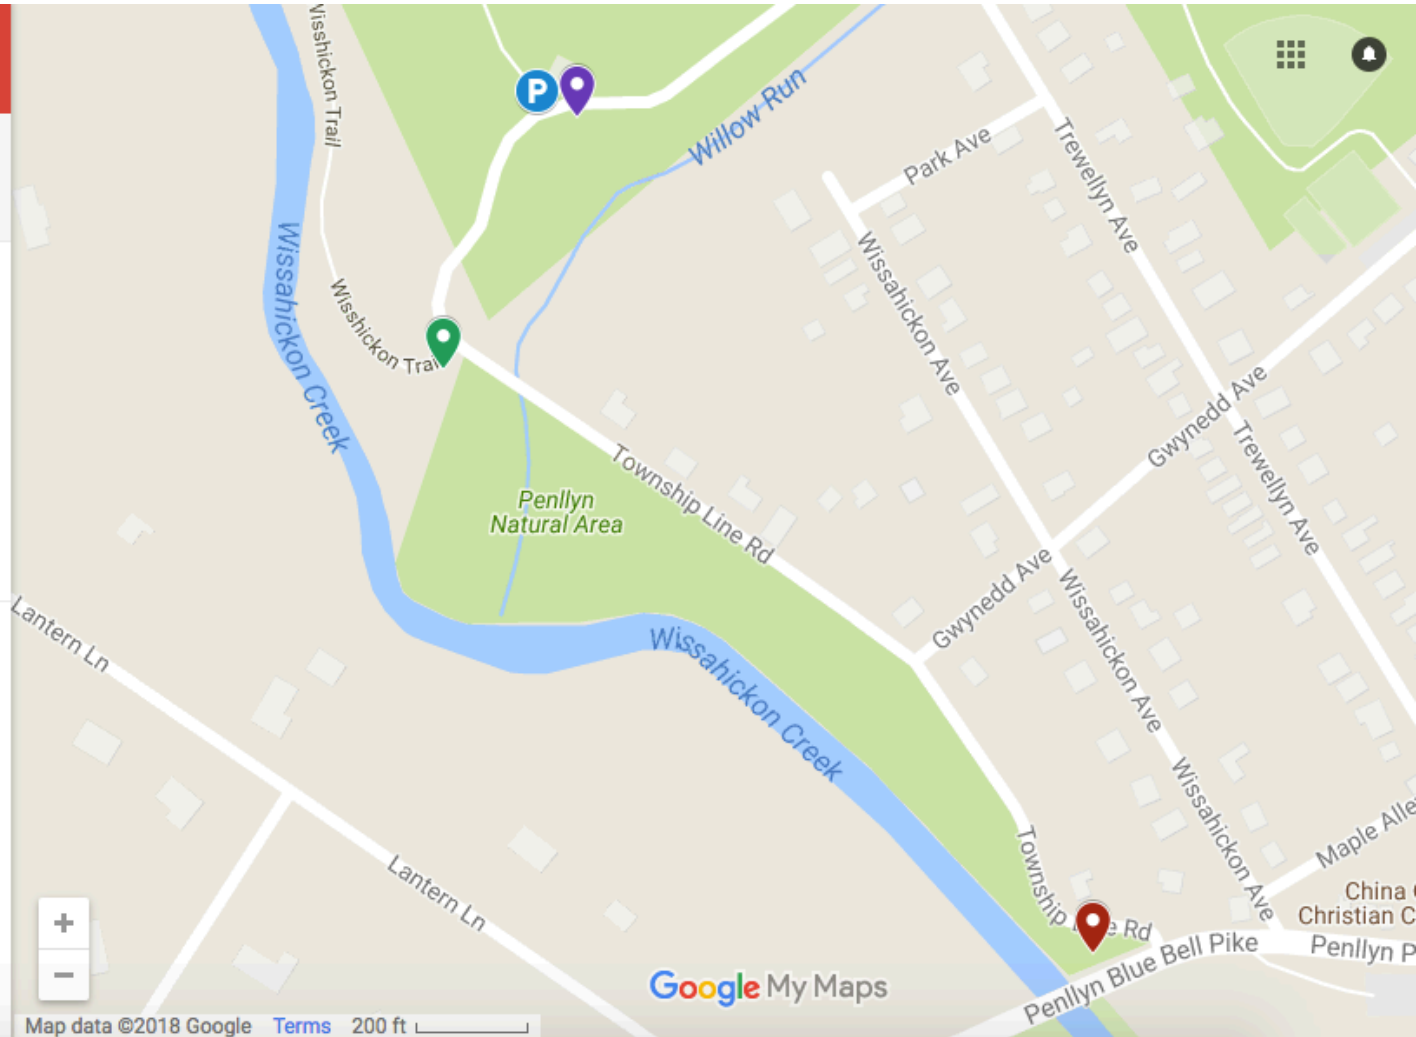 Wisshickon Trail
P
Willow Run
Park Ave
Trewellyn Ave
Wissahickon Creek
Wisshickon Trail
Wissahickon Ave
Gwynedd Ave
Trewellyn Ave
Township Line Rd
Penllyn
Natural Area
Gwynedd Ave
Wissahickon Ave
Lantern Ln
Wissahickon Creek
Wissahickon Ave
Maple Alle
Township Line Rd
China
Christian C
Lantern Ln
Penllyn Blue Bell Pike
Penllyn P
+
−
Google My Maps
Map data ©2018 Google Terms 200 ft